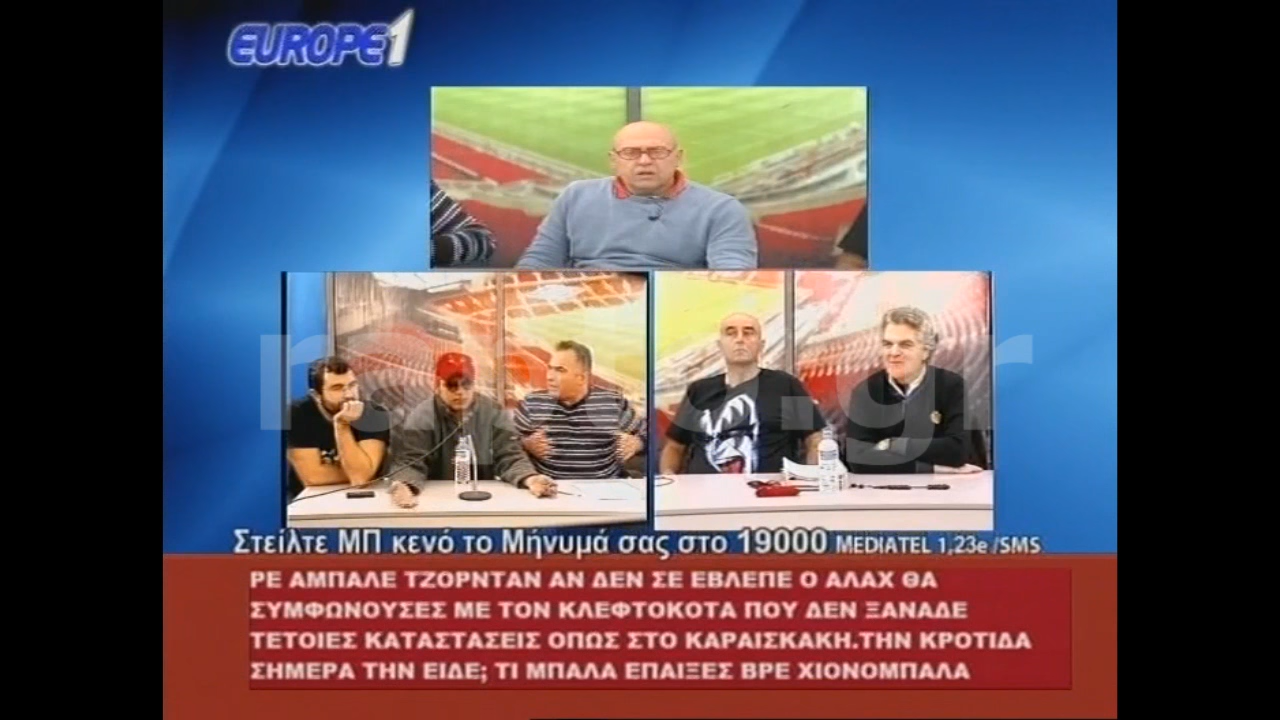 EUROPE1
rama.gr
Στείλτε ΜΠ κενό το Μήνυμά σας στο 19000 MEDIATEL 1,23e /SMS
ΡΕ ΑΜΠΑΛΕ ΤΖΟΡΝΤΑΝ ΑΝ ΔΕΝ ΣΕ ΕΒΛΕΠΕ Ο ΑΛΑΧ ΘΑ
ΣΥΜΦΩΝΟΥΣΕΣ ΜΕ ΤΟΝ ΚΛΕΦΤΟΚΟΤΑ ΠΟΥ ΔΕΝ ΞΑΝΑΔΕ
ΤΕΤΟΙΕΣ ΚΑΤΑΣΤΑΣΕΙΣ ΟΠΩΣ ΣΤΟ ΚΑΡΑΙΣΚΑΚΗ.ΤΗΝ ΚΡΟΤΙΔΑ
ΣΗΜΕΡΑ ΤΗΝ ΕΙΔΕ; ΤΙ ΜΠΑΛΑ ΕΠΑΙΞΕΣ ΒΡΕ ΧΙΟΝΟΜΠΑΛΑ